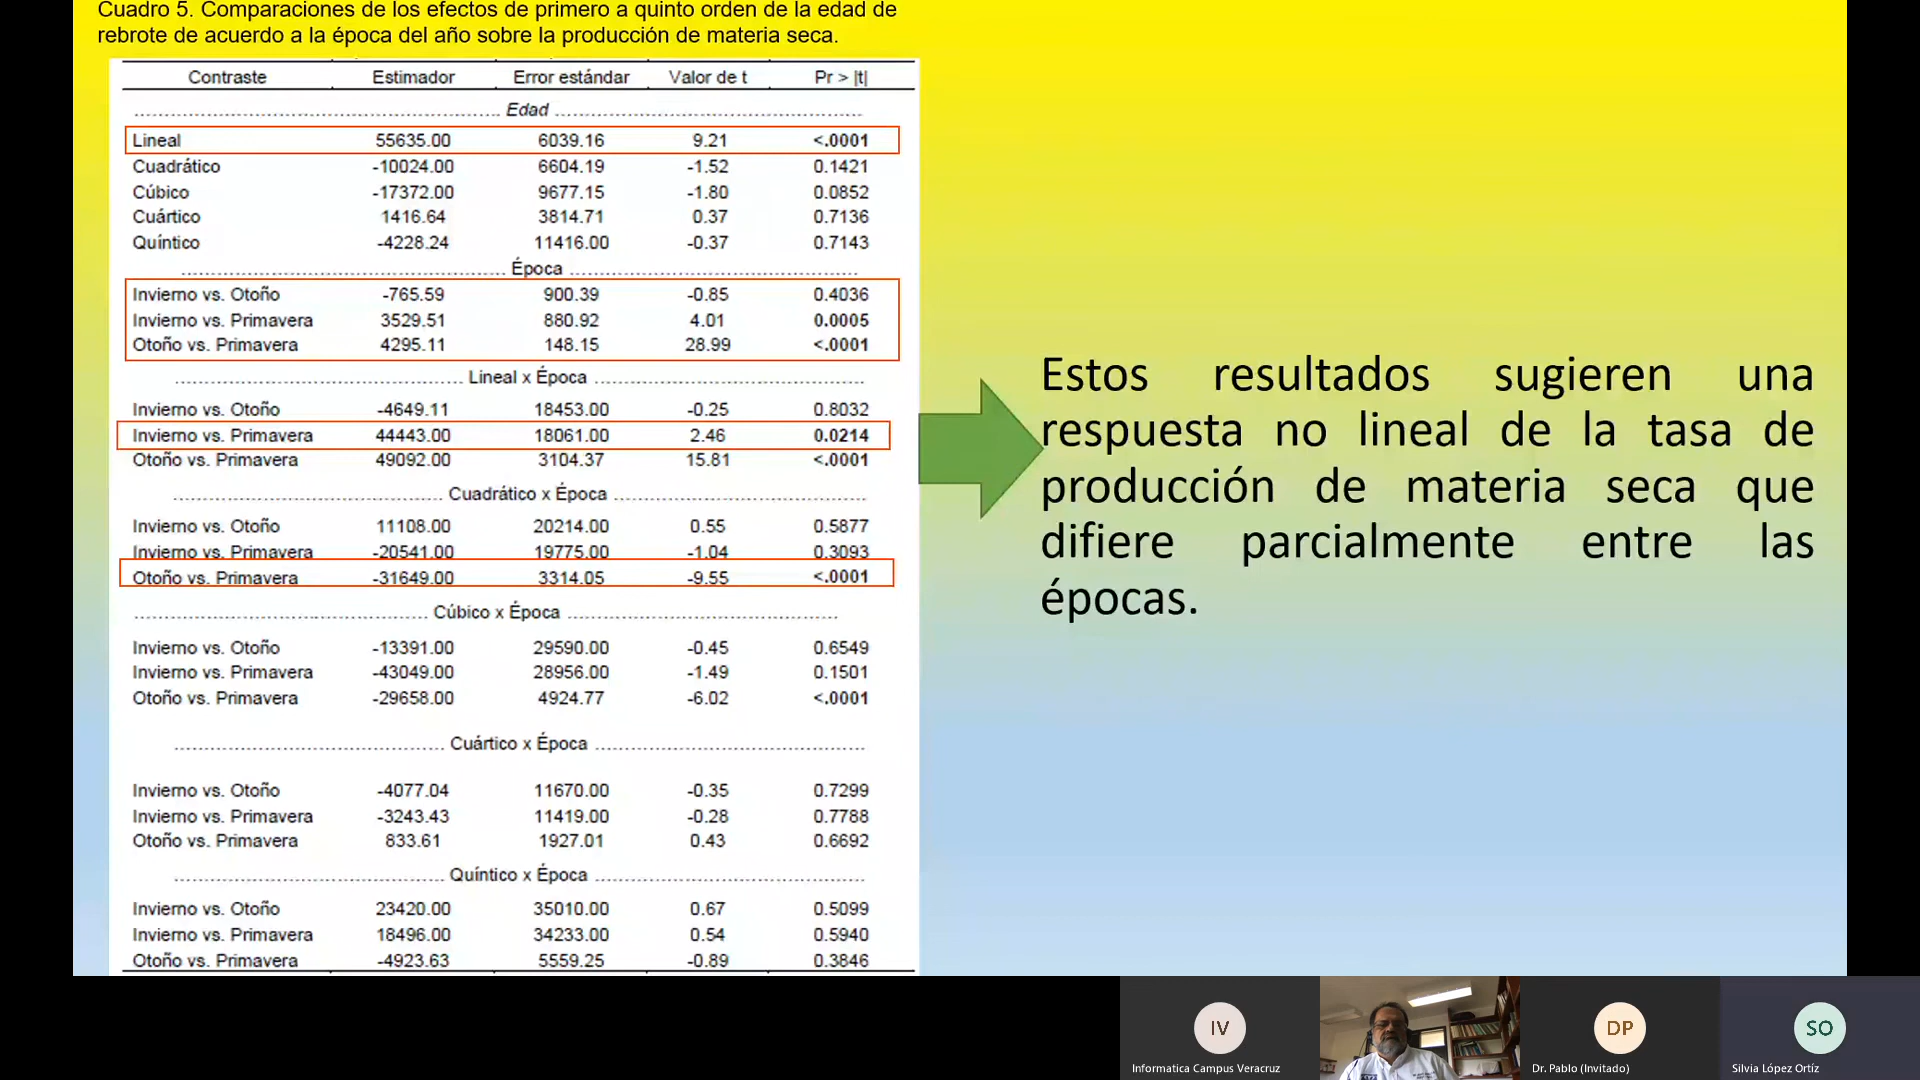 Cuadro 5. Comparaciones de los efectos de primero a quinto orden de la edad de
rebrote de acuerdo a la época del año sobre la producción de materia seca.
Contraste Estimador Error estándar Valor de t Pr > |t|
Edad
Lineal 55635.00 6039.16 9.21 <.0001
Cuadrático -10024.00 6604.19 -1.52 0.1421
Cúbico -17372.00 9677.15 -1.80 0.0852
Cuártico 1416.64 3814.71 0.37 0.7136
Quíntico -4228.24 11416.00 -0.37 0.7143
Época
Invierno vs. Otoño -765.59 900.39 -0.85 0.4036
Invierno vs. Primavera 3529.51 880.92 4.01 0.0005
Otoño vs. Primavera 4295.11 148.15 28.99 <.0001
Lineal x Época
Invierno vs. Otoño -4649.11 18453.00 -0.25 0.8032
Invierno vs. Primavera 44443.00 18061.00 2.46 0.0214
Otoño vs. Primavera 49092.00 3104.37 15.81 <.0001
Cuadrático x Época
Invierno vs. Otoño 11108.00 20214.00 0.55 0.5877
Invierno vs. Primavera -20541.00 19775.00 -1.04 0.3093
Otoño vs. Primavera -31649.00 3314.05 -9.55 <.0001
Cúbico x Época
Invierno vs. Otoño -13391.00 29590.00 -0.45 0.6549
Invierno vs. Primavera -43049.00 28956.00 -1.49 0.1501
Otoño vs. Primavera -29658.00 4924.77 -6.02 <.0001
Cuártico x Época
Invierno vs. Otoño -4077.04 11670.00 -0.35 0.7299
Invierno vs. Primavera -3243.43 11419.00 -0.28 0.7788
Otoño vs. Primavera 833.61 1927.01 0.43 0.6692
Quíntico x Época
Invierno vs. Otoño 23420.00 35010.00 0.67 0.5099
Invierno vs. Primavera 18496.00 34233.00 0.54 0.5940
Otoño vs. Primavera -4923.63 5559.25 -0.89 0.3846
Estos resultados sugieren una
respuesta no lineal de la tasa de
producción de materia seca que
difiere parcialmente entre las
épocas.
IV
DP
SO
Informatica Campus Veracruz
Dr. Pablo (Invitado)
Silvia López Ortíz